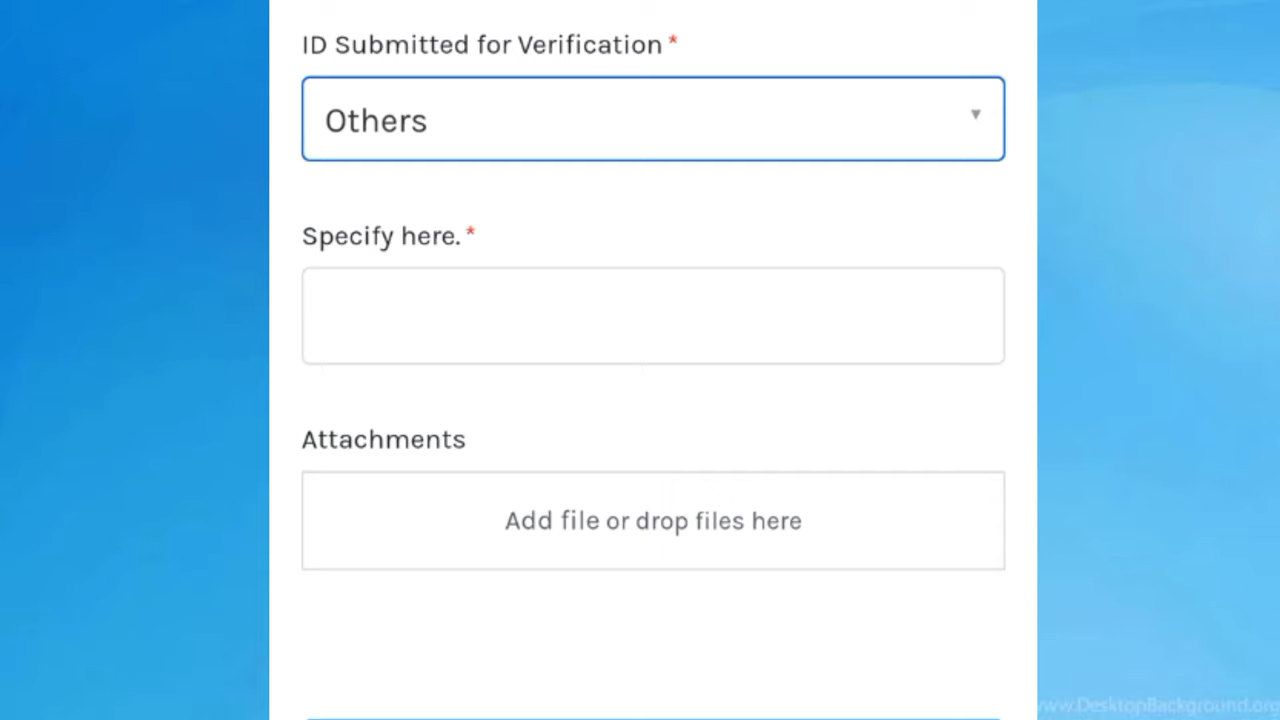 ID Submitted for Verification *
Others
Specify here. *
Attachments
Add file or drop files here
www.DesktopBackground.org